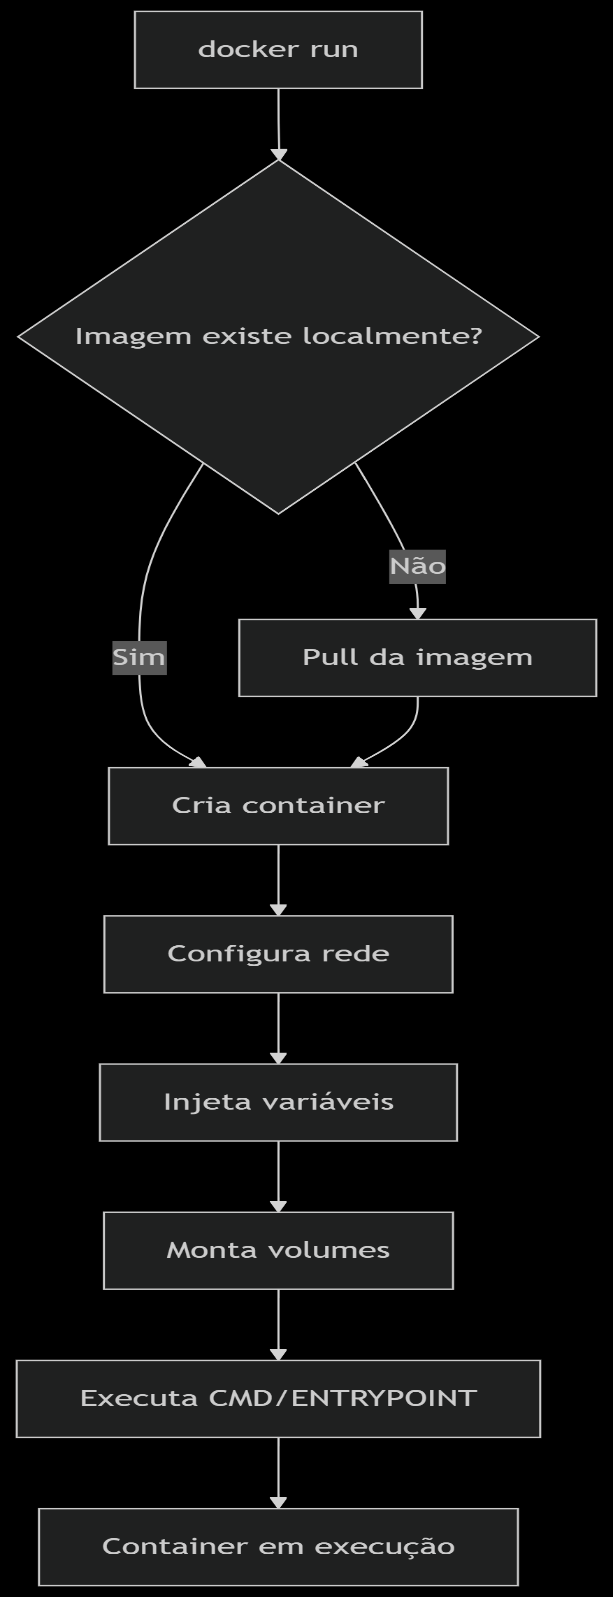 docker run
Imagem existe localmente?
Não
Sim
Pull da imagem
Cria container
Configura rede
Injeta variáveis
Monta volumes
Executa CMD/ENTRYPOINT
Container em execução